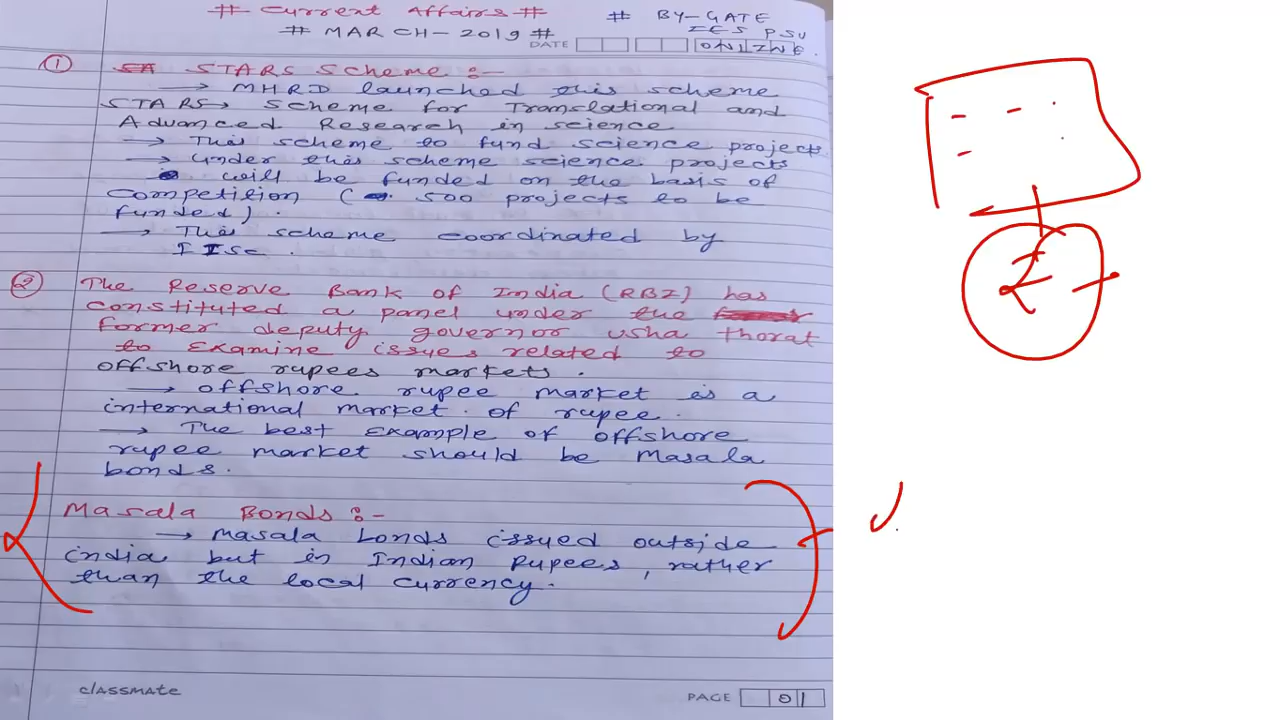 # Current Affairs #
# MARCH-2019 #
# BY-GATE
IES PSU
DATE ONLINE.
① STARS Scheme :-
→ MHRD launched this scheme
STARS → Scheme for Translational and
Advanced Research in science
→ This scheme to fund science projects
→ under this scheme science projects
will be funded on the basis of
Competition ( 500 projects to be
funded) .
→ This scheme coordinated by
IISc .
② The Reserve Bank of India (RBI) has
constituted a panel under the
former deputy governor usha thorat
to examine issues related to
offshore rupees markets .
→ offshore rupee market is a
international market of rupee .
→ The best Example of offshore
rupee market should be Masala
bonds .
Masala Bonds :-
→ Masala bonds issued outside
india but in Indian Rupees , rather
than the local currency .
classmate
PAGE 01
₹